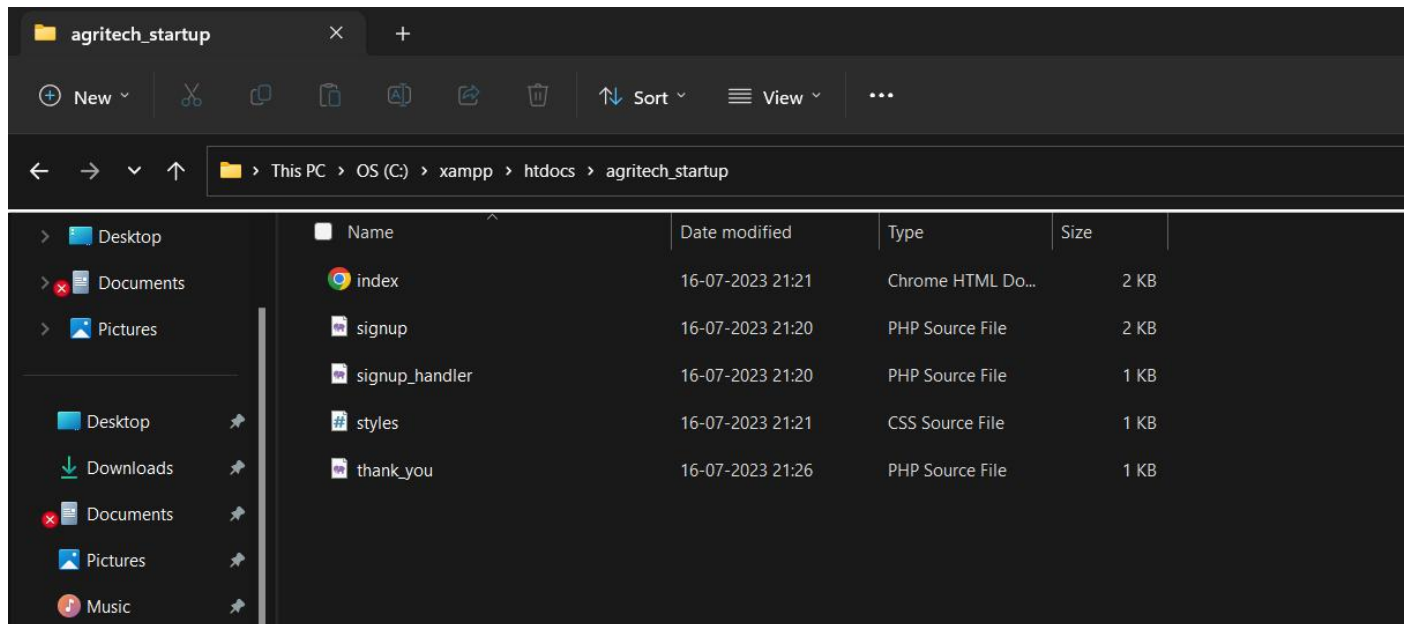 agritech_startup
New Sort View
This PC > OS (C:) > xampp > htdocs > agritech_startup
Desktop
Documents
Pictures
Desktop
Downloads
Documents
Pictures
Music
Name Date modified Type Size
index 16-07-2023 21:21 Chrome HTML Do... 2 KB
signup 16-07-2023 21:20 PHP Source File 2 KB
signup_handler 16-07-2023 21:20 PHP Source File 1 KB
styles 16-07-2023 21:21 CSS Source File 1 KB
thank_you 16-07-2023 21:26 PHP Source File 1 KB